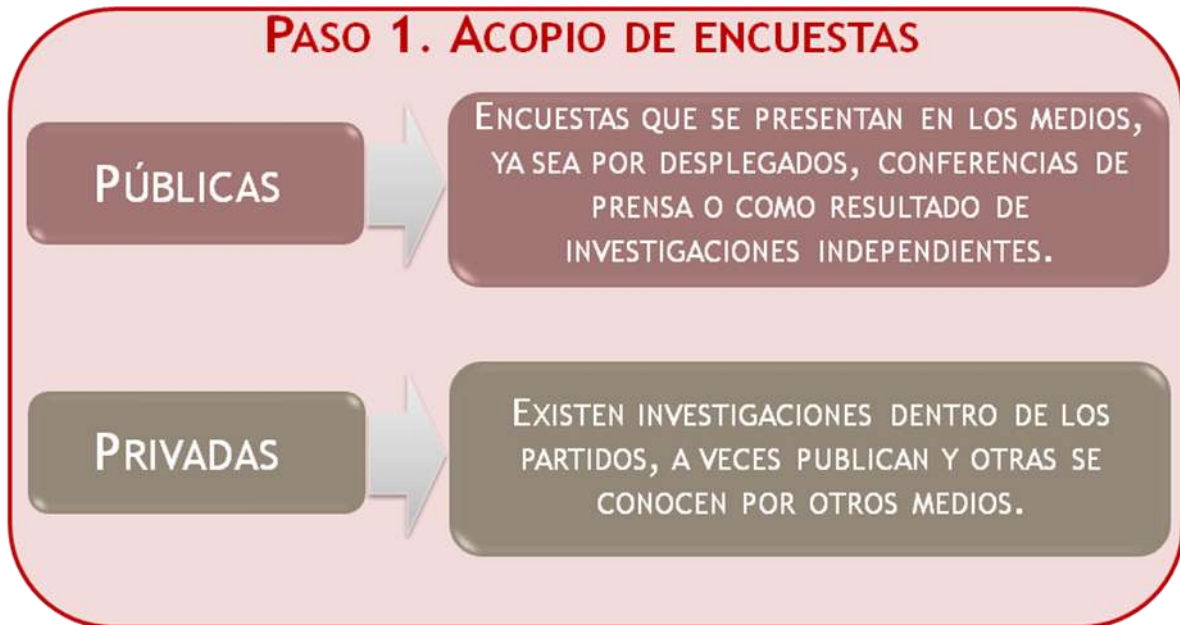 PASO 1. ACOPIO DE ENCUESTAS
PÚBLICAS
ENCUESTAS QUE SE PRESENTAN EN LOS MEDIOS,
YA SEA POR DESPLEGADOS, CONFERENCIAS DE
PRENSA O COMO RESULTADO DE
INVESTIGACIONES INDEPENDIENTES.
PRIVADAS
EXISTEN INVESTIGACIONES DENTRO DE LOS
PARTIDOS, A VECES PUBLICAN Y OTRAS SE
CONOCEN POR OTROS MEDIOS.